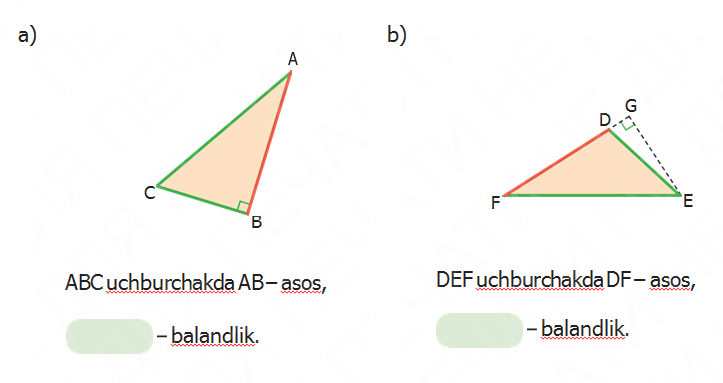 a)
A
C
B
ABC uchburchakda AB – asos,
– balandlik.
b)
G
D
F
E
DEF uchburchakda DF – asos,
– balandlik.